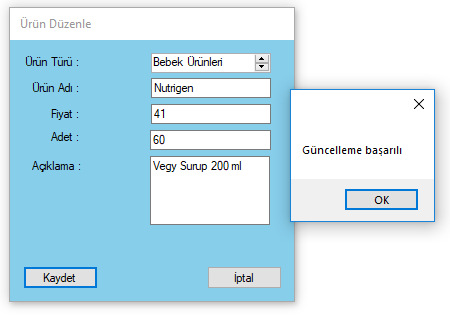 Ürün Düzenle
Ürün Türü : Bebek Ürünleri
Ürün Adı : Nutrigen
Fiyat : 41
Adet : 60
Açıklama : Vegy Surup 200 ml
Kaydet İptal
Güncelleme başarılı
OK